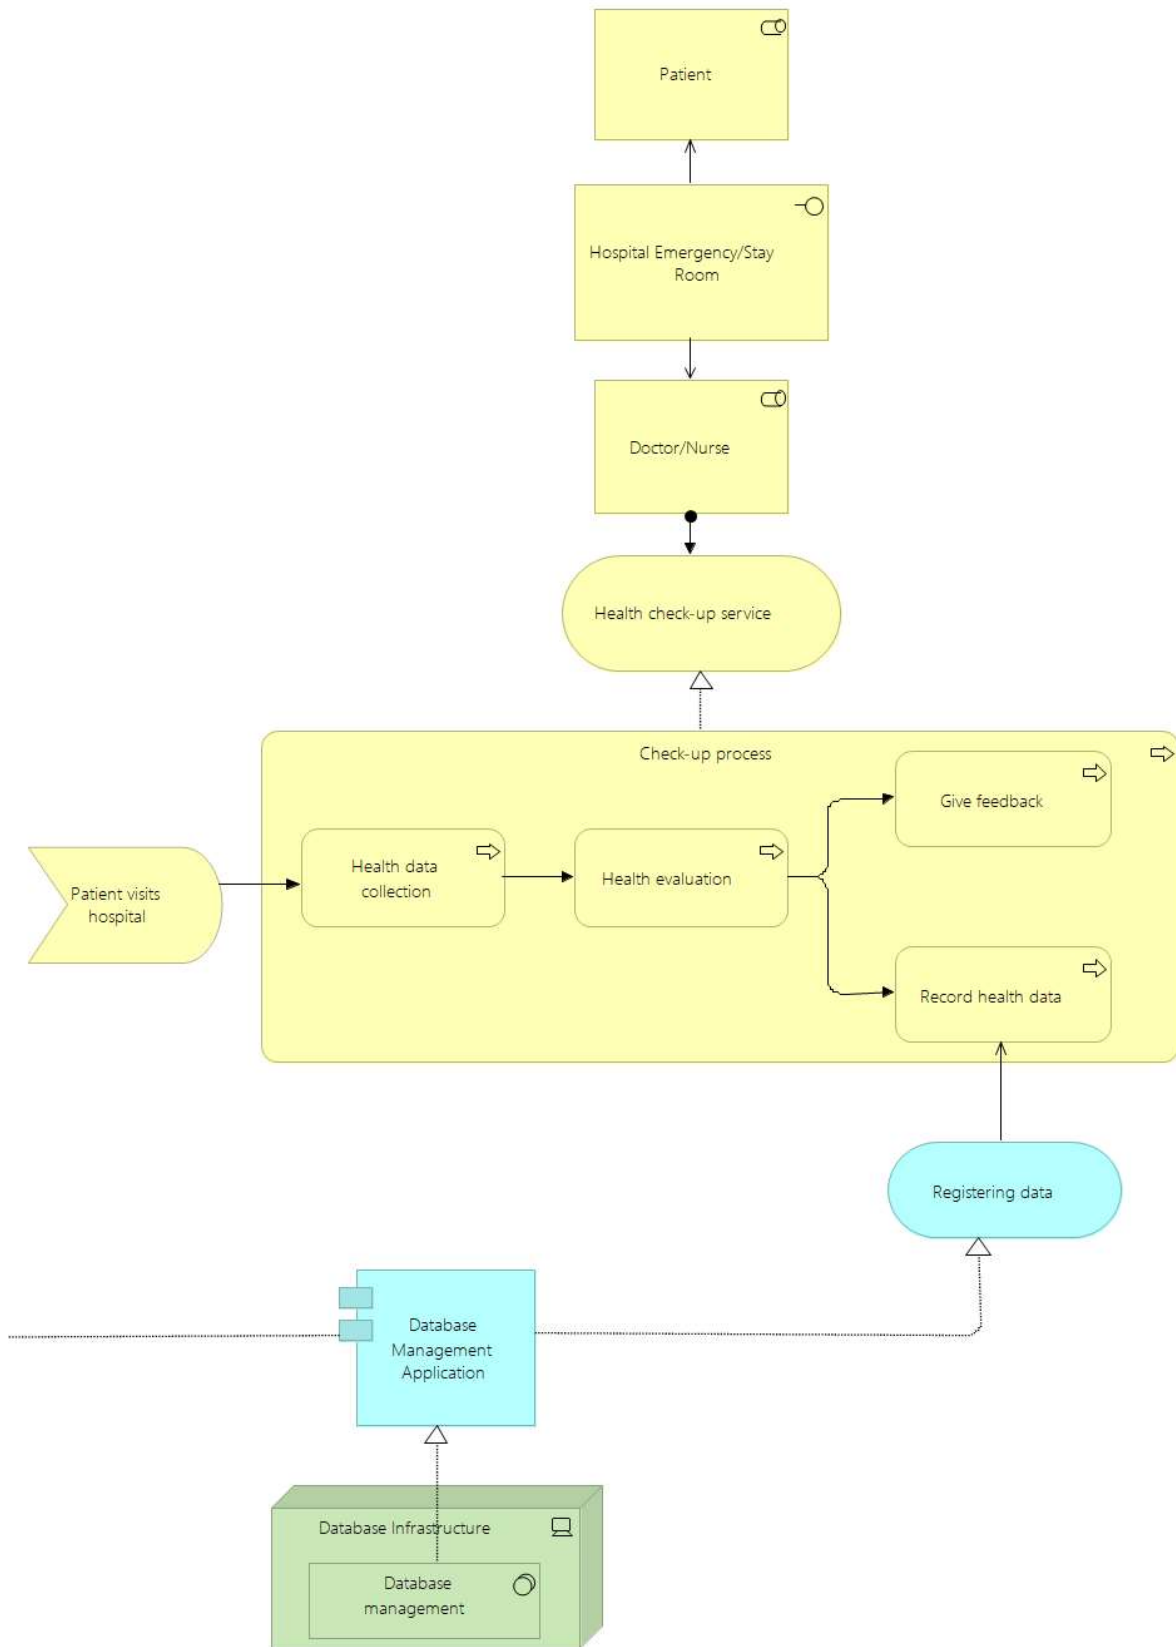 Patient
Hospital Emergency/Stay
Room
Doctor/Nurse
Health check-up service
Check-up process
Give feedback
Health data
collection
Health evaluation
Patient visits
hospital
Record health data
Registering data
Database
Management
Application
Database Infrastructure
Database
management